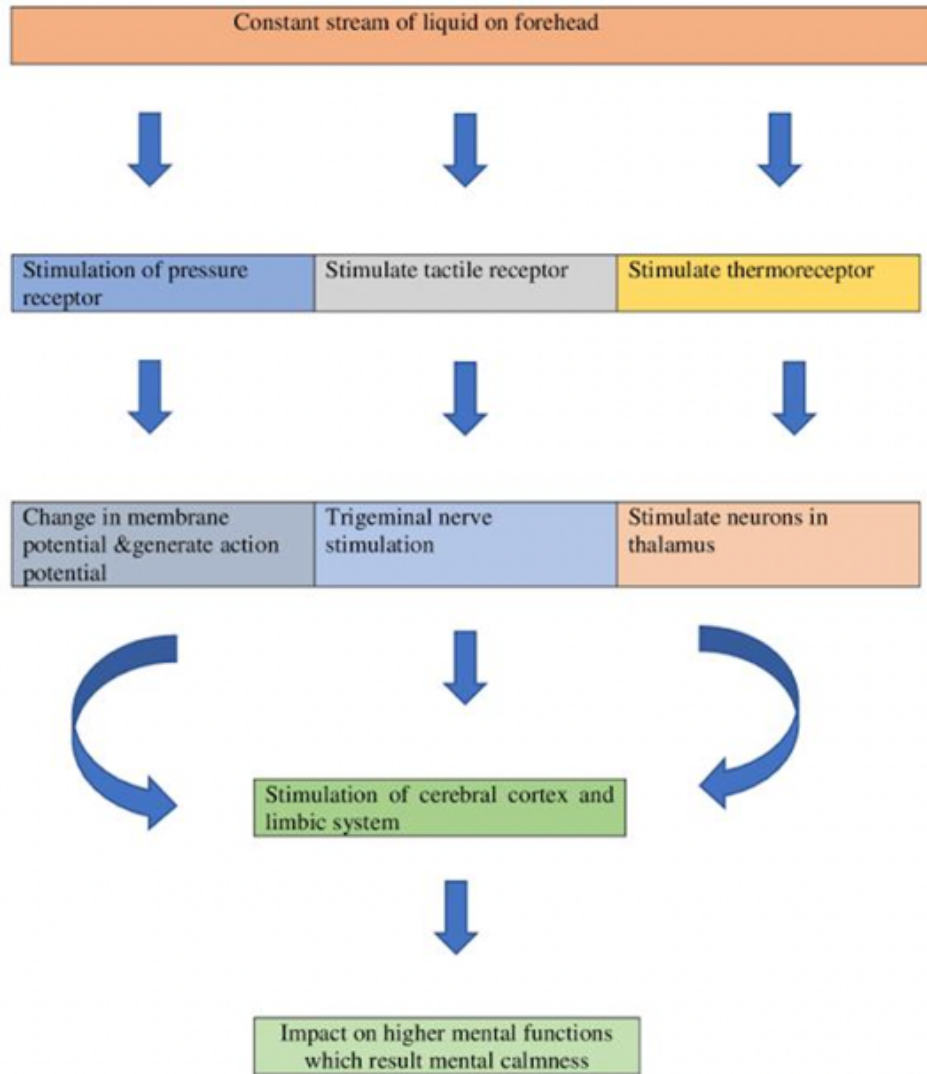 Constant stream of liquid on forehead
Stimulation of pressure
receptor
Stimulate tactile receptor
Stimulate thermoreceptor
Change in membrane
potential &generate action
potential
Trigeminal nerve
stimulation
Stimulate neurons in
thalamus
Stimulation of cerebral cortex and
limbic system
Impact on higher mental functions
which result mental calmness